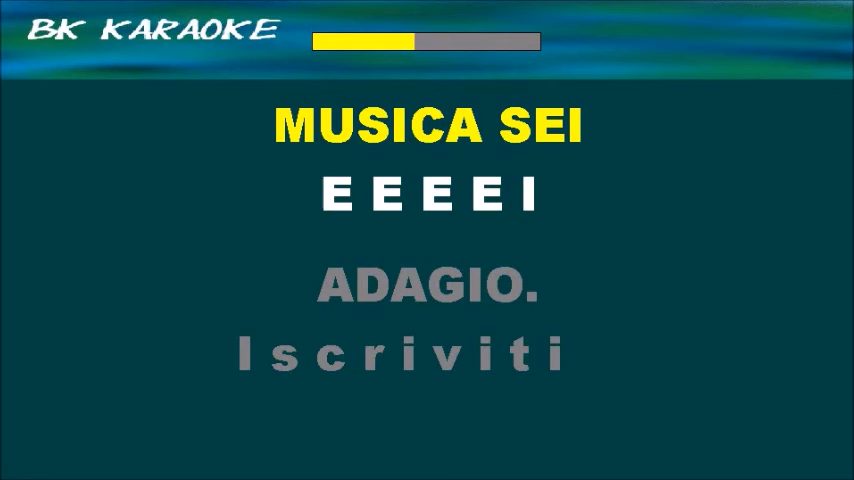 BK KARAOKE
MUSICA SEI
E E E E I
ADAGIO.
I s c r i v i t i